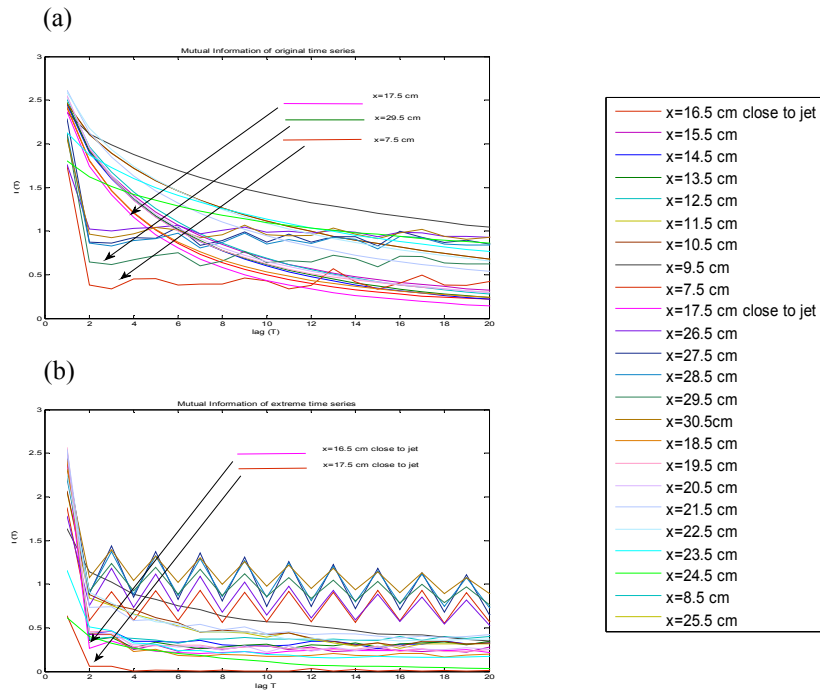 (a)
Mutual Information of original time series
3
2.5
2
1.5
1
0.5
0
I (T)
x=17.5 cm
x=29.5 cm
x=7.5 cm
0 2 4 6 8 10 12 14 16 18 20
lag (T)
(b)
Mutual Information of extreme time series
3
2.5
2
1.5
1
0.5
0
I (T)
x=16.5 cm close to jet
x=17.5 cm close to jet
0 2 4 6 8 10 12 14 16 18 20
lag T
x=16.5 cm close to jet
x=15.5 cm
x=14.5 cm
x=13.5 cm
x=12.5 cm
x=11.5 cm
x=10.5 cm
x=9.5 cm
x=7.5 cm
x=17.5 cm close to jet
x=26.5 cm
x=27.5 cm
x=28.5 cm
x=29.5 cm
x=30.5cm
x=18.5 cm
x=19.5 cm
x=20.5 cm
x=21.5 cm
x=22.5 cm
x=23.5 cm
x=24.5 cm
x=8.5 cm
x=25.5 cm